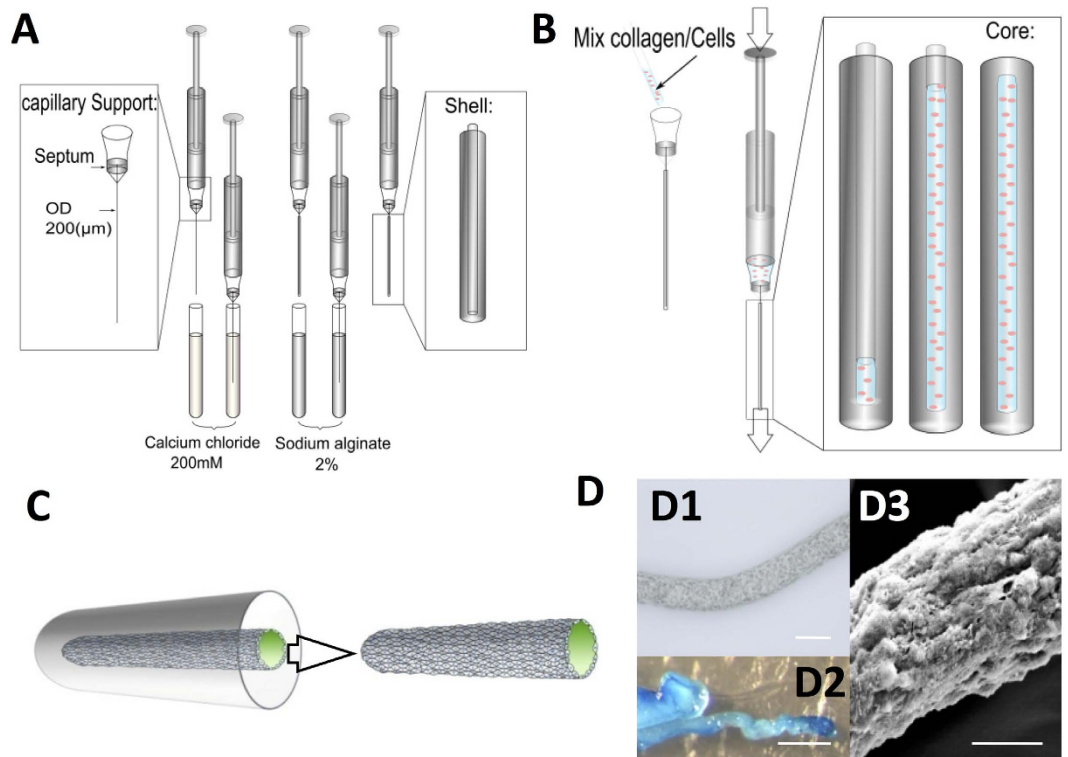 A
capillary Support:
Septum
OD
200(µm)
Shell:
Calcium chloride
200mM
Sodium alginate
2%
B
Mix collagen/Cells
Core:
C
D
D1
D2
D3